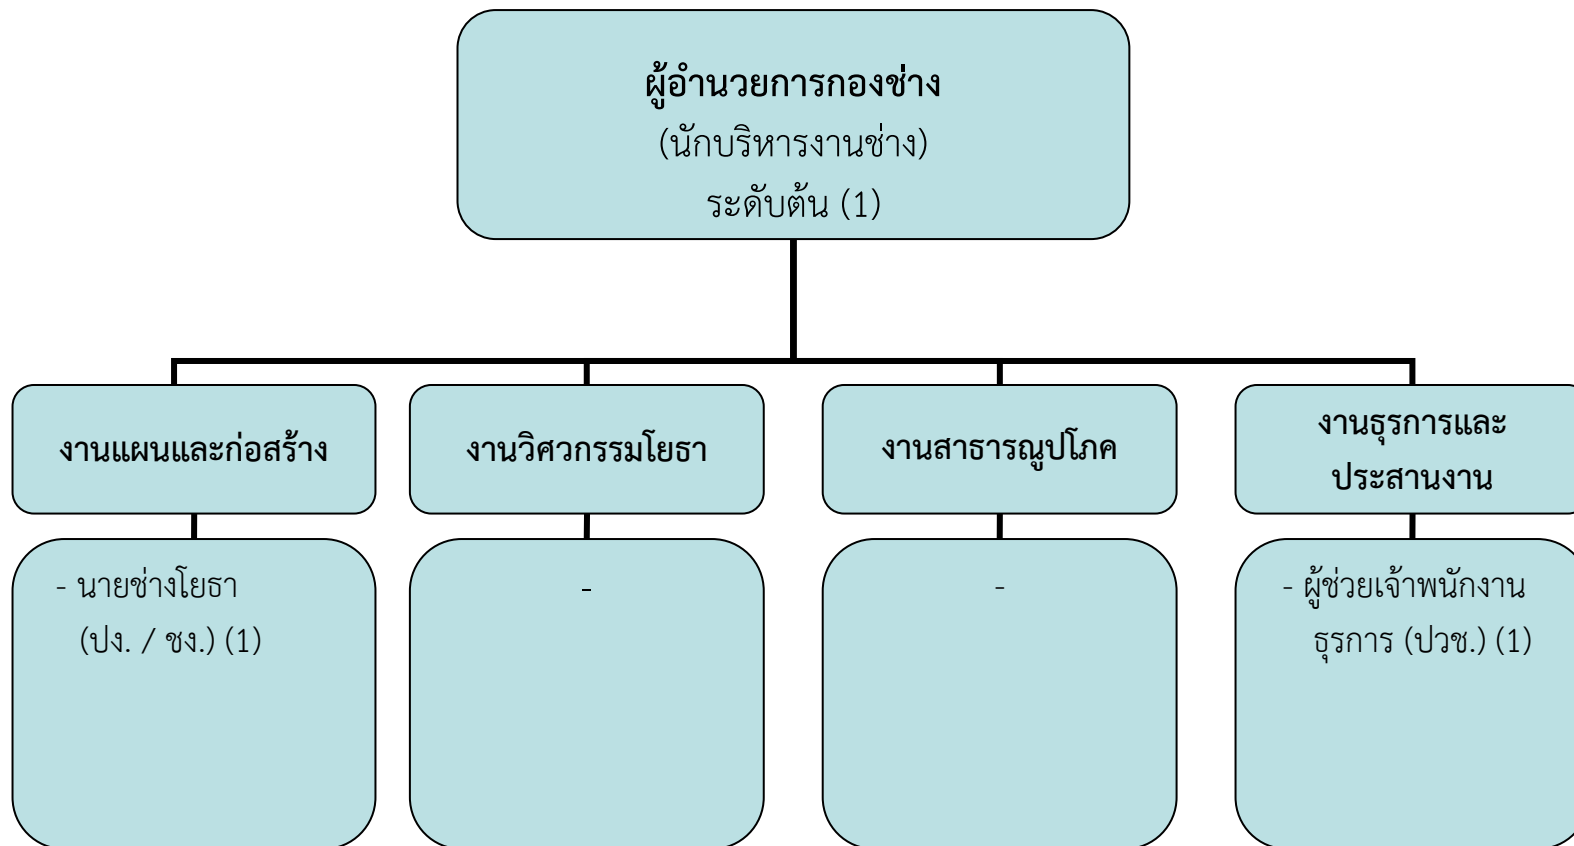 ผู้อำนวยการกองช่าง
(นักบริหารงานช่าง)
ระดับต้น (1)
งานแผนและก่อสร้าง
งานวิศวกรรมโยธา
งานสาธารณูปโภค
งานธุรการและ
ประสานงาน
- นายช่างโยธา
(ปง. / ชง.) (1)
-
-
- ผู้ช่วยเจ้าพนักงาน
ธุรการ (ปวช.) (1)